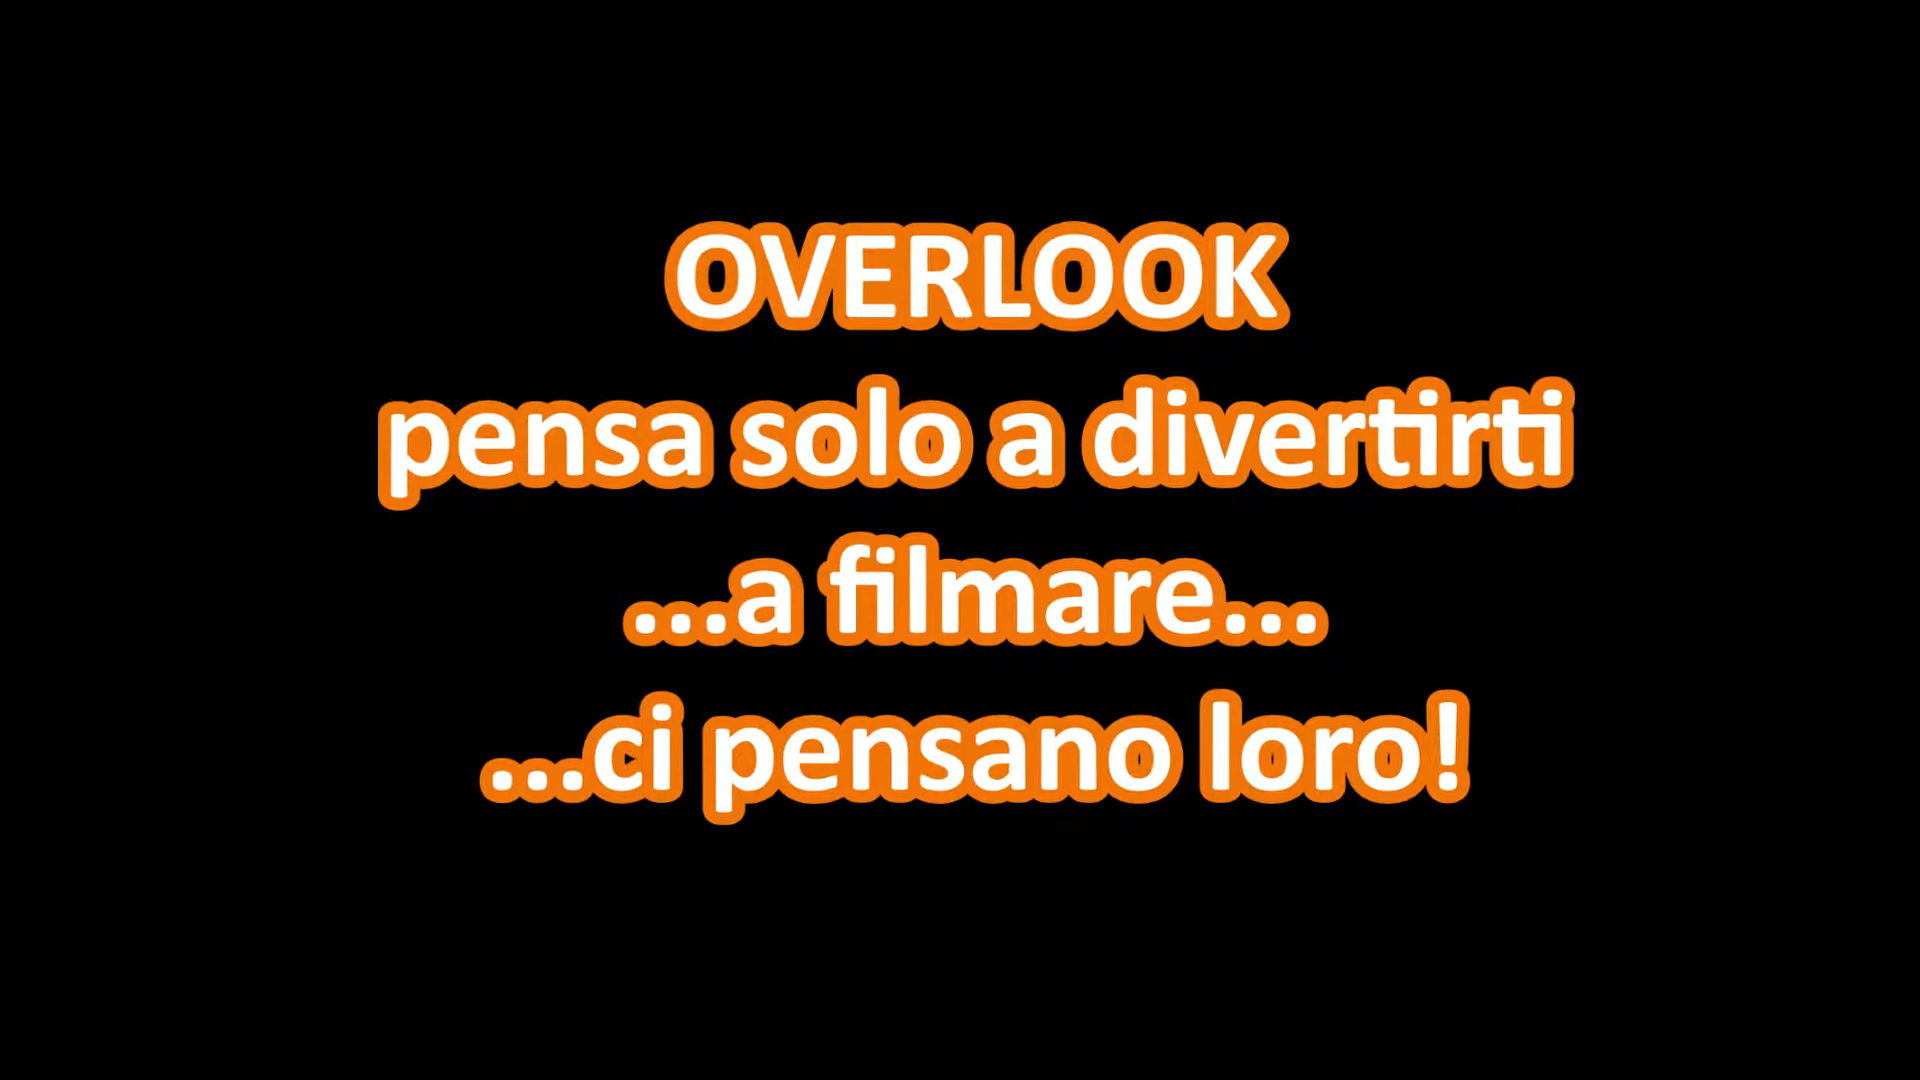 OVERLOOK
pensa solo a divertirti
...a filmare...
...ci pensano loro!